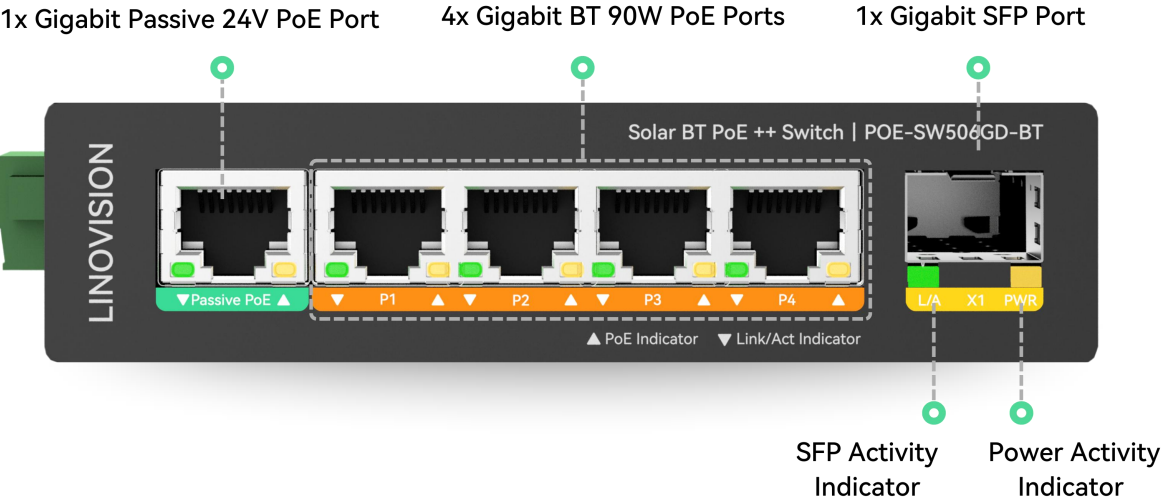 1x Gigabit Passive 24V PoE Port
4x Gigabit BT 90W PoE Ports
1x Gigabit SFP Port
Solar BT PoE ++ Switch | POE-SW506GD-BT
LINOVISION
▼Passive PoE ▲
▼ P1 ▲
▼ P2 ▲
▼ P3 ▲
▼ P4 ▲
L/A X1 PWR
▲ PoE Indicator ▼ Link/Act Indicator
SFP Activity
Indicator
Power Activity
Indicator